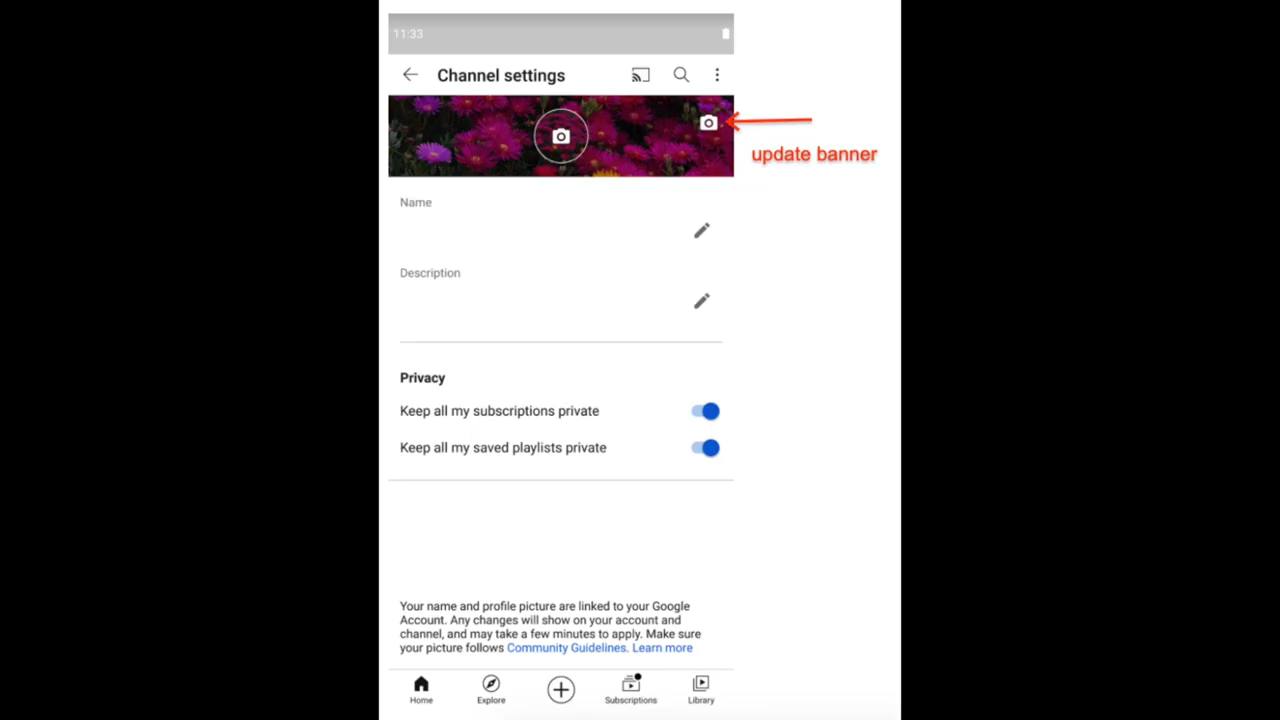 11:33
Channel settings
update banner
Name
Description
Privacy
Keep all my subscriptions private
Keep all my saved playlists private
Your name and profile picture are linked to your Google
Account. Any changes will show on your account and
channel, and may take a few minutes to apply. Make sure
your picture follows Community Guidelines. Learn more
Home Explore Subscriptions Library